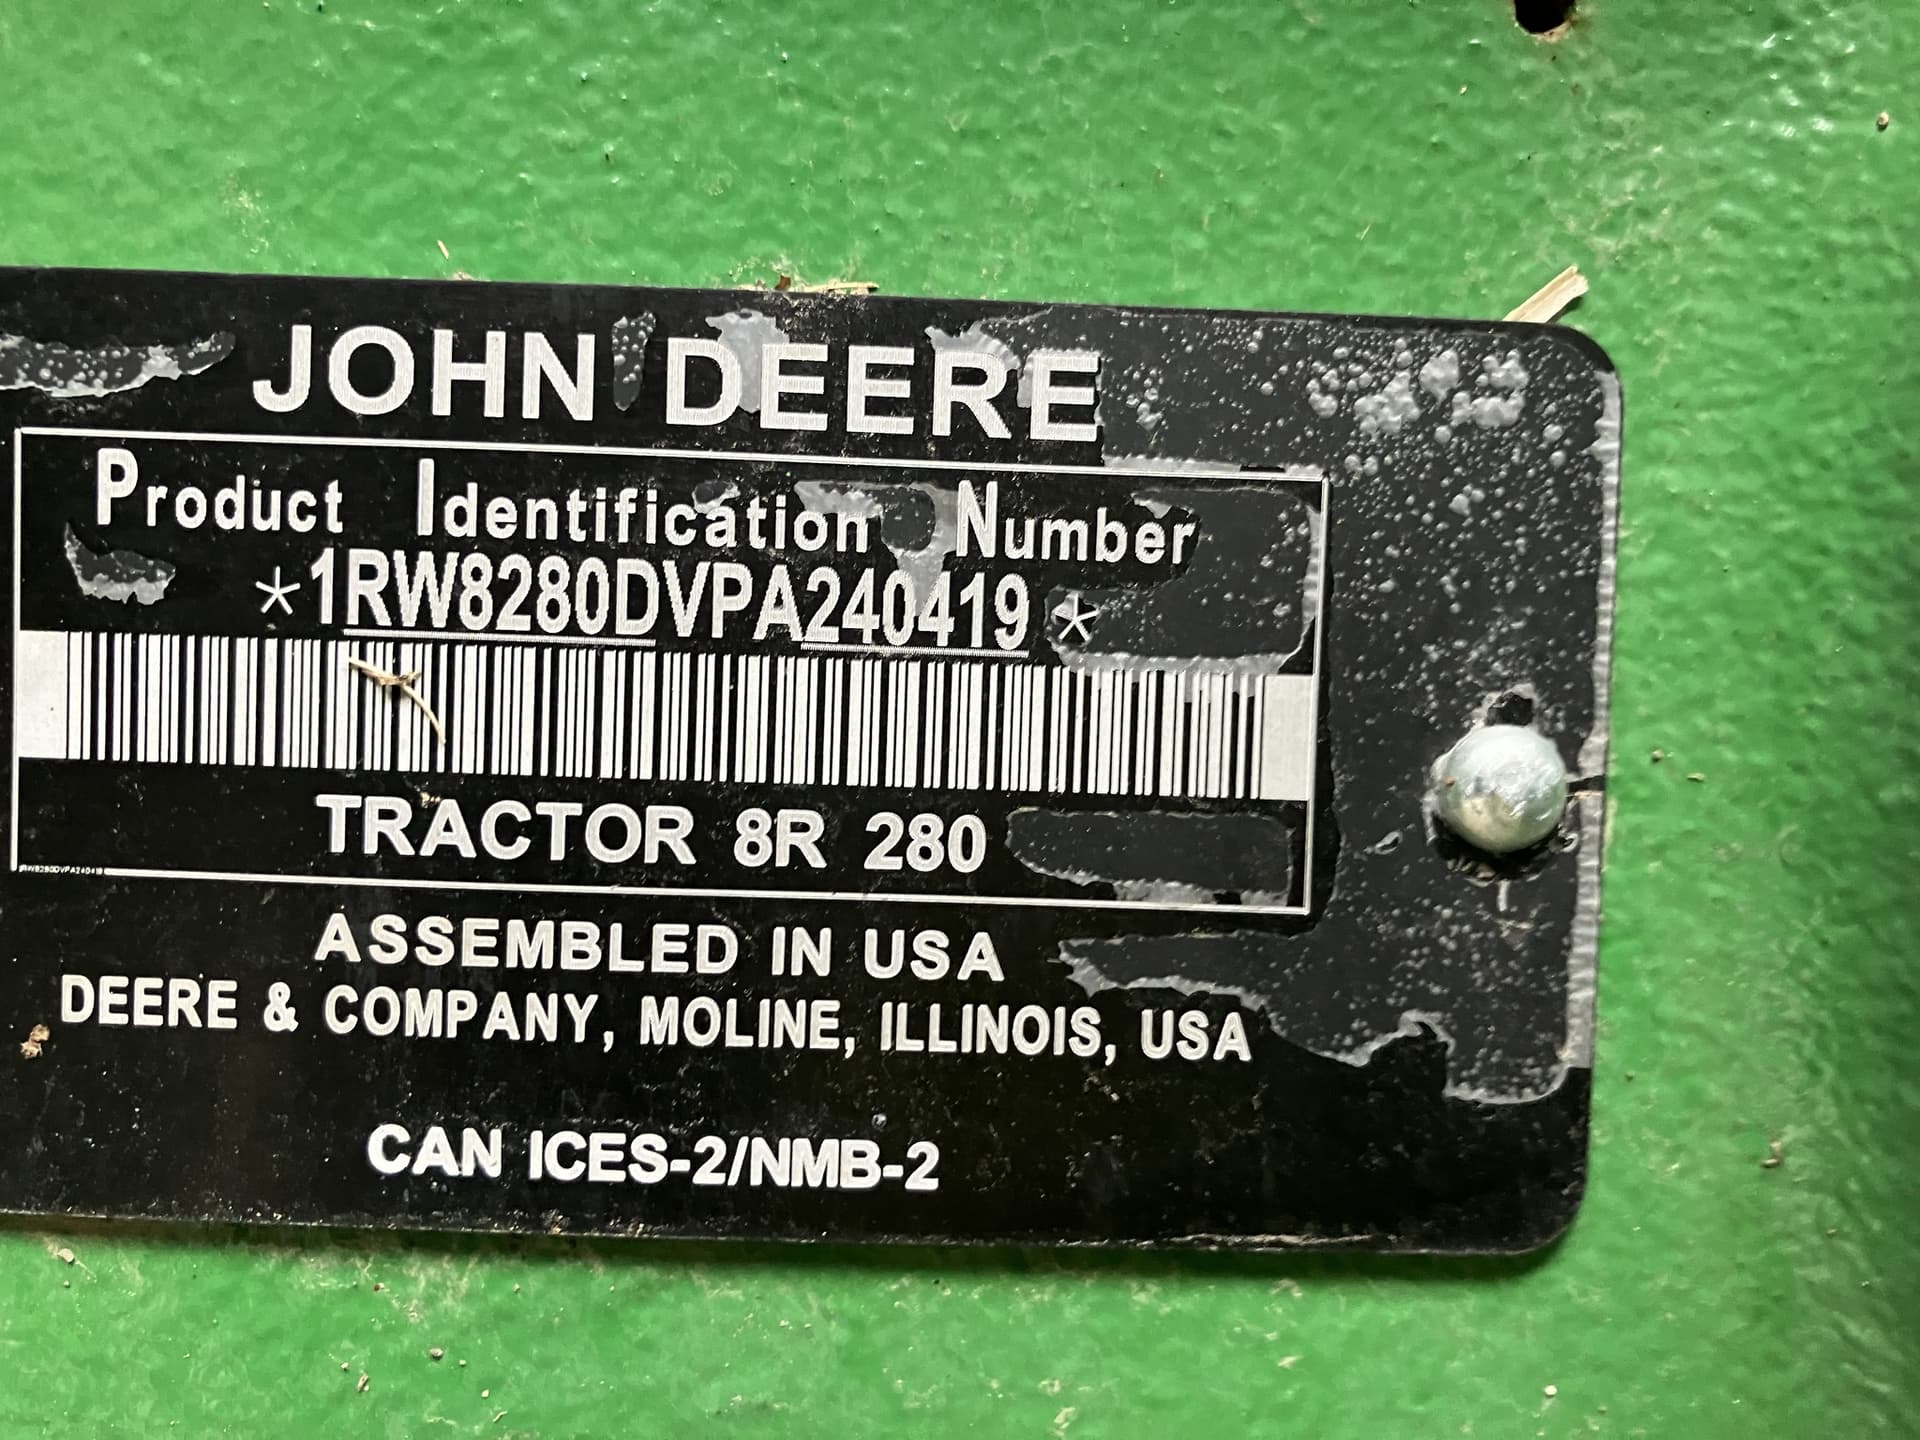 JOHN DEERE
Product Identification Number
*1RW8280DVPA240419*
TRACTOR 8R 280
1RW8280DVPA240419
ASSEMBLED IN USA
DEERE & COMPANY, MOLINE, ILLINOIS, USA
CAN ICES-2/NMB-2